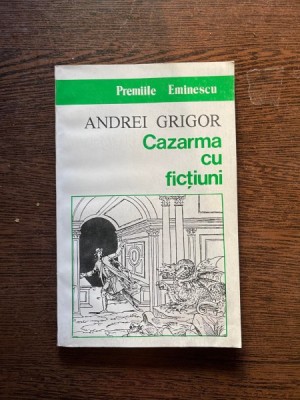 Premiile Eminescu
ANDREI GRIGOR
Cazarma
cu
ficțiuni